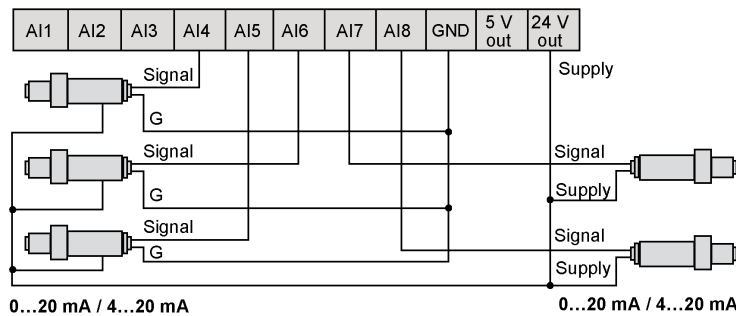 AI1 AI2 AI3 AI4 AI5 AI6 AI7 AI8 GND 5 V out 24 V out
Supply
Signal
G
Signal
G
Signal
G
Signal
Supply
Signal
Supply
0...20 mA / 4...20 mA
0...20 mA / 4...20 mA